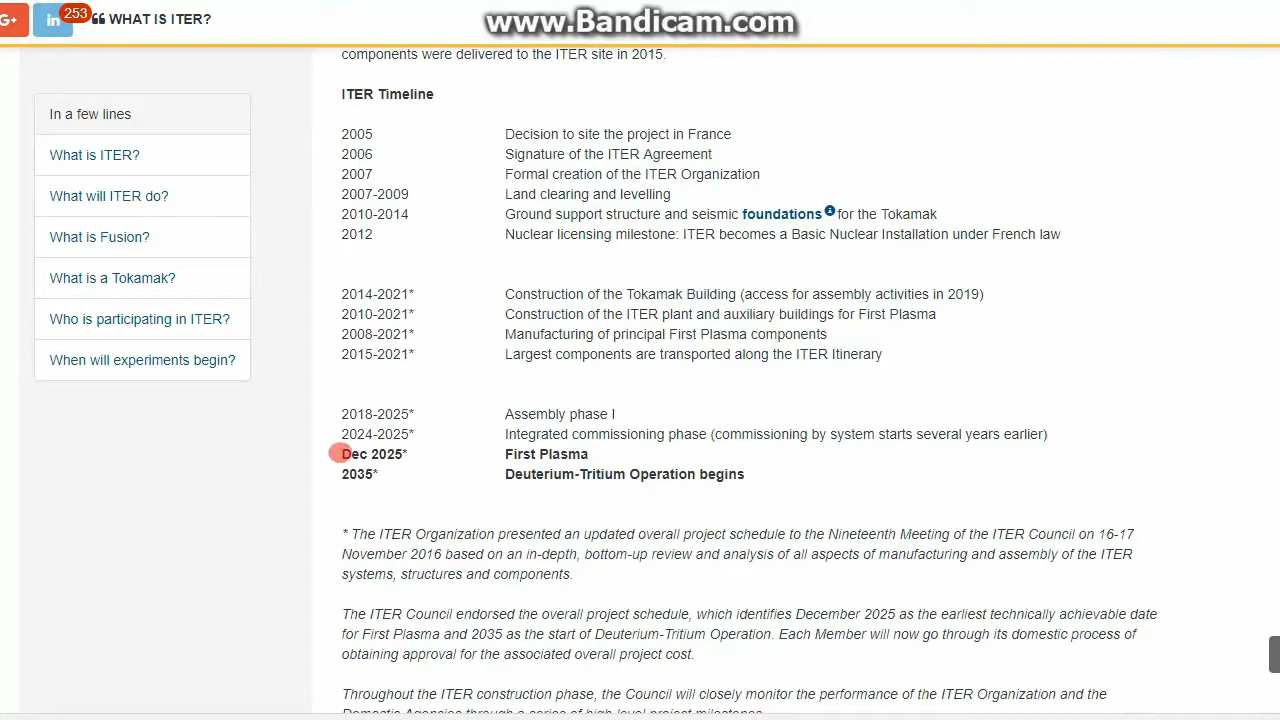 G+
in
253
WHAT IS ITER?
www.Bandicam.com
components were delivered to the ITER site in 2015.
In a few lines
What is ITER?
What will ITER do?
What is Fusion?
What is a Tokamak?
Who is participating in ITER?
When will experiments begin?
ITER Timeline
2005 Decision to site the project in France
2006 Signature of the ITER Agreement
2007 Formal creation of the ITER Organization
2007-2009 Land clearing and levelling
2010-2014 Ground support structure and seismic foundations for the Tokamak
2012 Nuclear licensing milestone: ITER becomes a Basic Nuclear Installation under French law
2014-2021* Construction of the Tokamak Building (access for assembly activities in 2019)
2010-2021* Construction of the ITER plant and auxiliary buildings for First Plasma
2008-2021* Manufacturing of principal First Plasma components
2015-2021* Largest components are transported along the ITER Itinerary
2018-2025* Assembly phase I
2024-2025* Integrated commissioning phase (commissioning by system starts several years earlier)
Dec 2025* First Plasma
2035* Deuterium-Tritium Operation begins
* The ITER Organization presented an updated overall project schedule to the Nineteenth Meeting of the ITER Council on 16-17
November 2016 based on an in-depth, bottom-up review and analysis of all aspects of manufacturing and assembly of the ITER
systems, structures and components.
The ITER Council endorsed the overall project schedule, which identifies December 2025 as the earliest technically achievable date
for First Plasma and 2035 as the start of Deuterium-Tritium Operation. Each Member will now go through its domestic process of
obtaining approval for the associated overall project cost.
Throughout the ITER construction phase, the Council will closely monitor the performance of the ITER Organization and the
Domestic Agencies through a series of high-level project milestones.